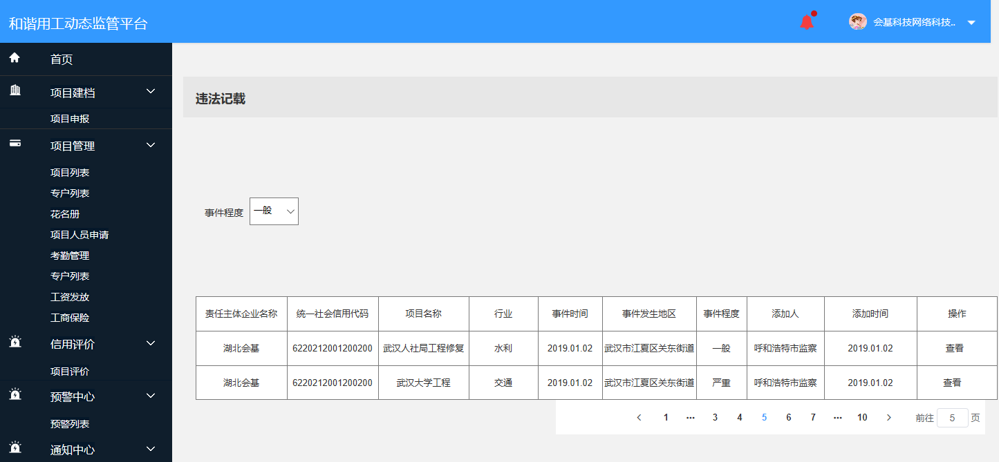 和谐用工动态监管平台
会基科技网络科技..
首页
项目建档
项目申报
项目管理
项目列表
专户列表
花名册
项目人员申请
考勤管理
专户列表
工资发放
工商保险
信用评价
项目评价
预警中心
预警列表
通知中心
违法记载
事件程度 一般
责任主体企业名称 统一社会信用代码 项目名称 行业 事件时间 事件发生地区 事件程度 添加人 添加时间 操作
湖北会基 6220212001200200 武汉人社局工程修复 水利 2019.01.02 武汉市江夏区关东街道 一般 呼和浩特市监察 2019.01.02 查看
湖北会基 6220212001200200 武汉大学工程 交通 2019.01.02 武汉市江夏区关东街道 严重 呼和浩特市监察 2019.01.02 查看
1 ••• 3 4 5 6 7 ••• 10 前往 5 页